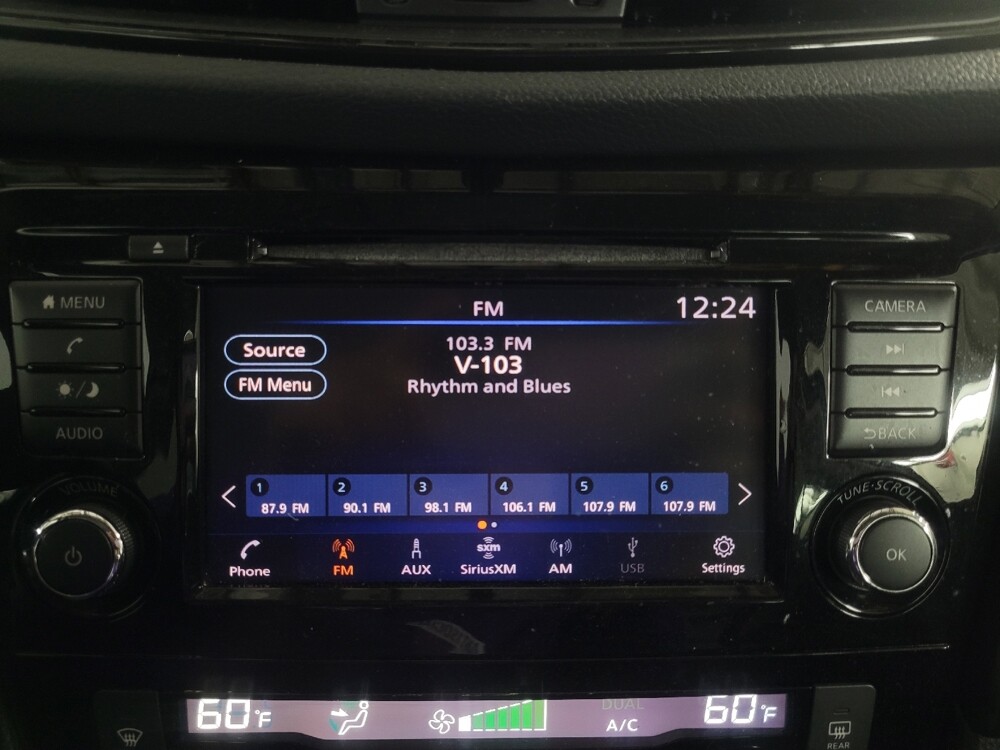 FM
12:24
MENU
AUDIO
VOLUME
Source
FM Menu
103.3 FM
V-103
Rhythm and Blues
1
87.9 FM
2
90.1 FM
3
98.1 FM
4
106.1 FM
5
107.9 FM
6
107.9 FM
Phone
FM
AUX
sxm
SiriusXM
AM
USB
Settings
CAMERA
BACK
TUNE·SCROLL
OK
60°F
DUAL
A/C
60°F
REAR